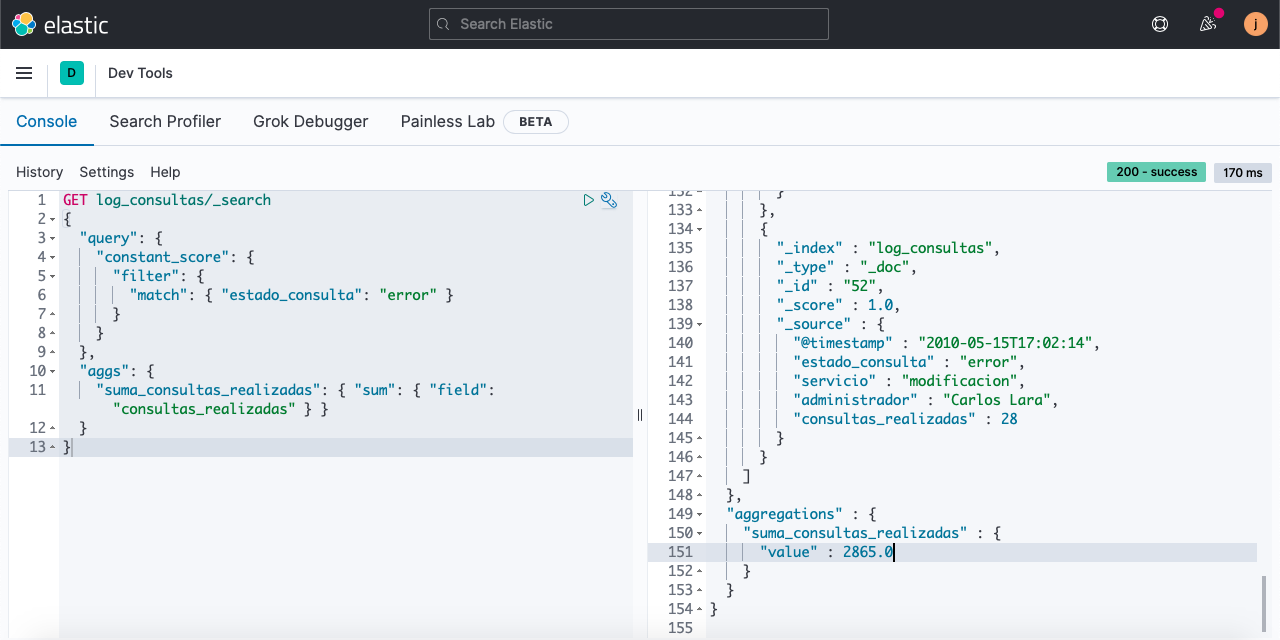 elastic
Search Elastic
j
D
Dev Tools
Console
Search Profiler
Grok Debugger
Painless Lab
BETA
History
Settings
Help
200 - success
170 ms
1 GET log_consultas/_search
2 {
3   "query": {
4     "constant_score": {
5       "filter": {
6         "match": { "estado_consulta": "error" }
7       }
8     }
9   },
10   "aggs": {
11     "suma_consultas_realizadas": { "sum": { "field":
"consultas_realizadas" } }
12   }
13 }
132 }
133 },
134 {
135 "_index" : "log_consultas",
136 "_type" : "_doc",
137 "_id" : "52",
138 "_score" : 1.0,
139 "_source" : {
140 "@timestamp" : "2010-05-15T17:02:14",
141 "estado_consulta" : "error",
142 "servicio" : "modificacion",
143 "administrador" : "Carlos Lara",
144 "consultas_realizadas" : 28
145 }
146 }
147 ]
148 },
149 "aggregations" : {
150 "suma_consultas_realizadas" : {
151 "value" : 2865.0
152 }
153 }
154 }
155